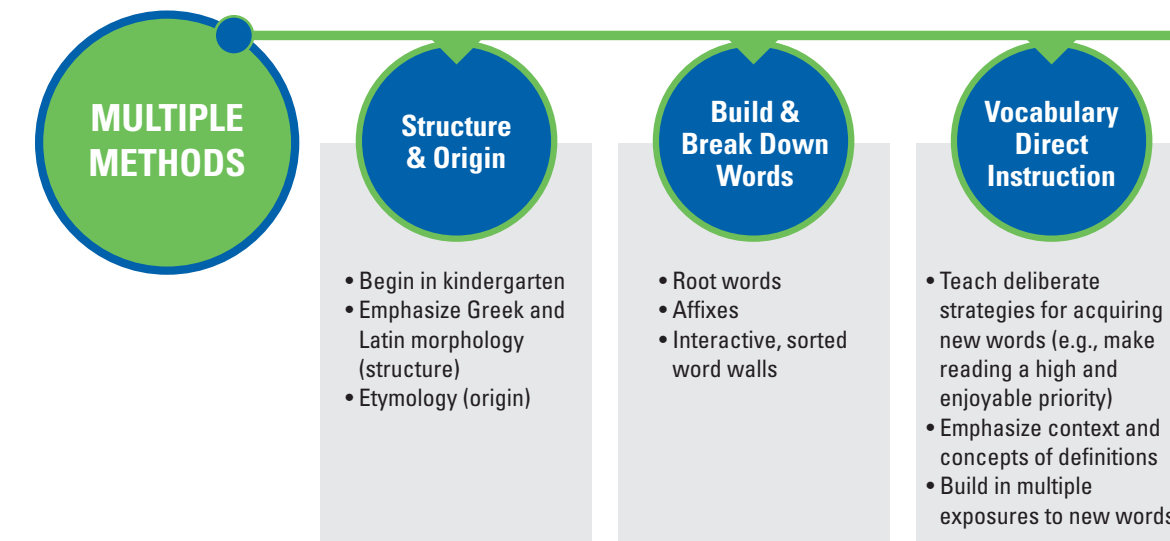 MULTIPLE
METHODS
Structure
& Origin
• Begin in kindergarten
• Emphasize Greek and
Latin morphology
(structure)
• Etymology (origin)
Build &
Break Down
Words
• Root words
• Affixes
• Interactive, sorted
word walls
Vocabulary
Direct
Instruction
• Teach deliberate
strategies for acquiring
new words (e.g., make
reading a high and
enjoyable priority)
• Emphasize context and
concepts of definitions
• Build in multiple
exposures to new words